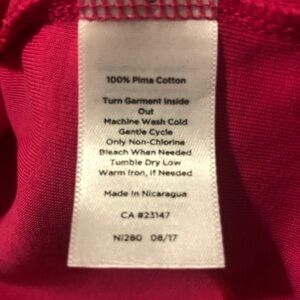 100% Pima Cotton
Turn Garment Inside
Out
Machine Wash Cold
Gentle Cycle
Only Non-Chlorine
Bleach When Needed
Tumble Dry Low
Warm Iron, if Needed
Made in Nicaragua
CA #23147
NI280 08/17